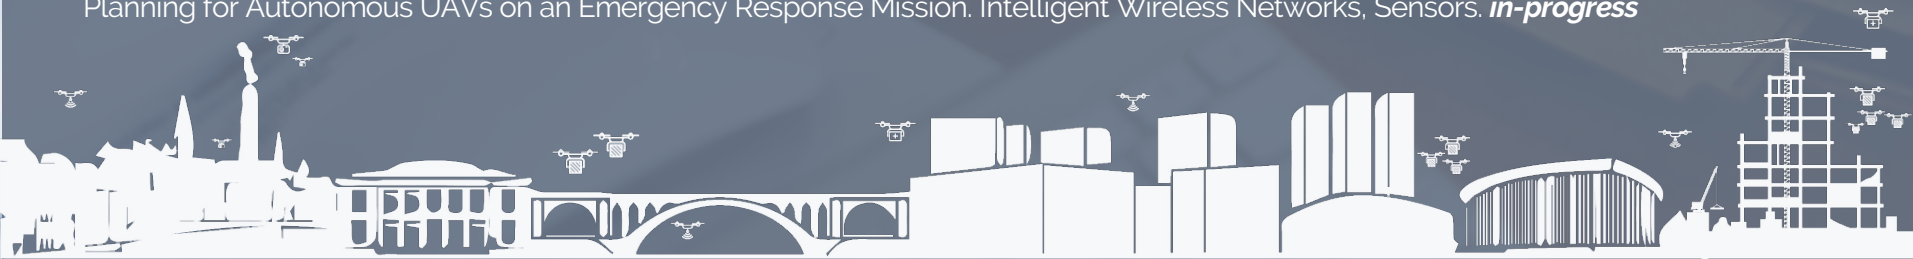 Planning for Autonomous UAVs on an Emergency Response Mission. Intelligent Wireless Networks, Sensors. in-progress